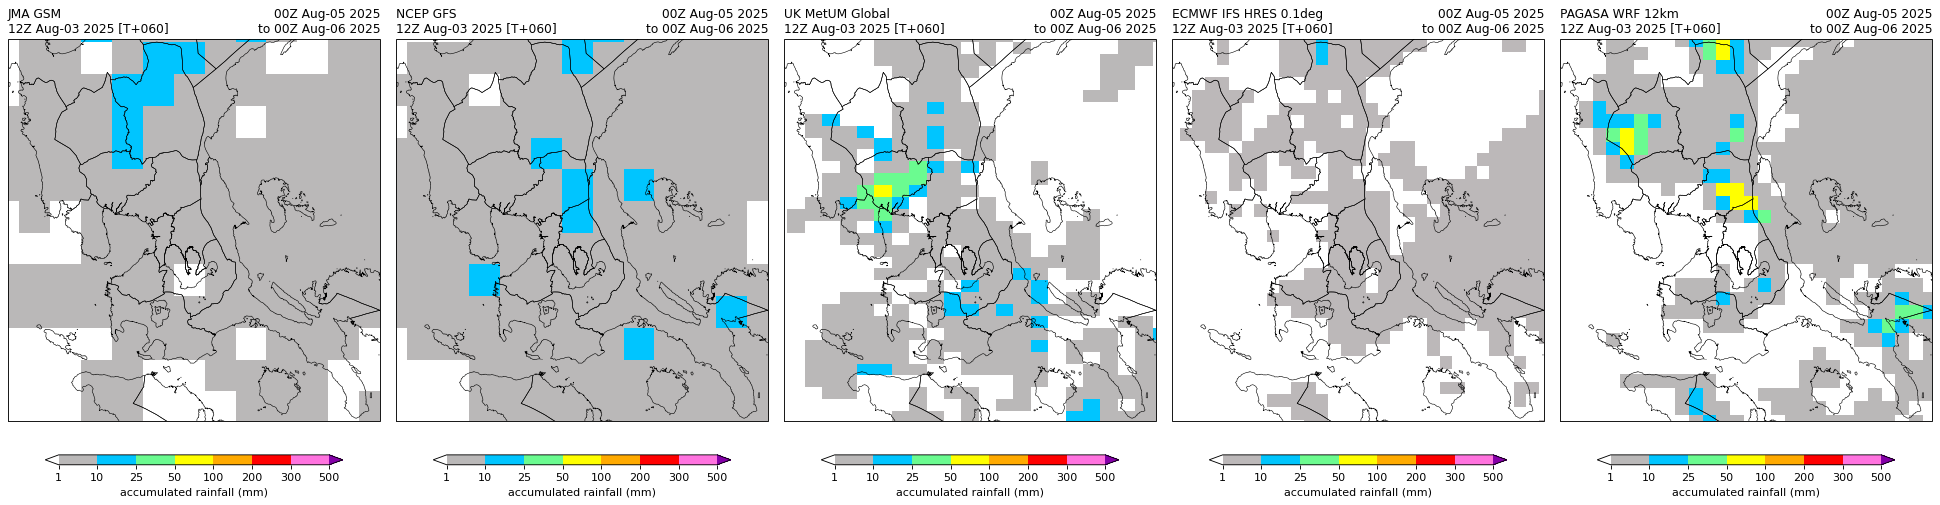 JMA GSM
12Z Aug-03 2025 [T+060]
00Z Aug-05 2025
to 00Z Aug-06 2025
1 10 25 50 100 200 300 500
accumulated rainfall (mm)
NCEP GFS
12Z Aug-03 2025 [T+060]
00Z Aug-05 2025
to 00Z Aug-06 2025
1 10 25 50 100 200 300 500
accumulated rainfall (mm)
UK MetUM Global
12Z Aug-03 2025 [T+060]
00Z Aug-05 2025
to 00Z Aug-06 2025
1 10 25 50 100 200 300 500
accumulated rainfall (mm)
ECMWF IFS HRES 0.1deg
12Z Aug-03 2025 [T+060]
00Z Aug-05 2025
to 00Z Aug-06 2025
1 10 25 50 100 200 300 500
accumulated rainfall (mm)
PAGASA WRF 12km
12Z Aug-03 2025 [T+060]
00Z Aug-05 2025
to 00Z Aug-06 2025
1 10 25 50 100 200 300 500
accumulated rainfall (mm)